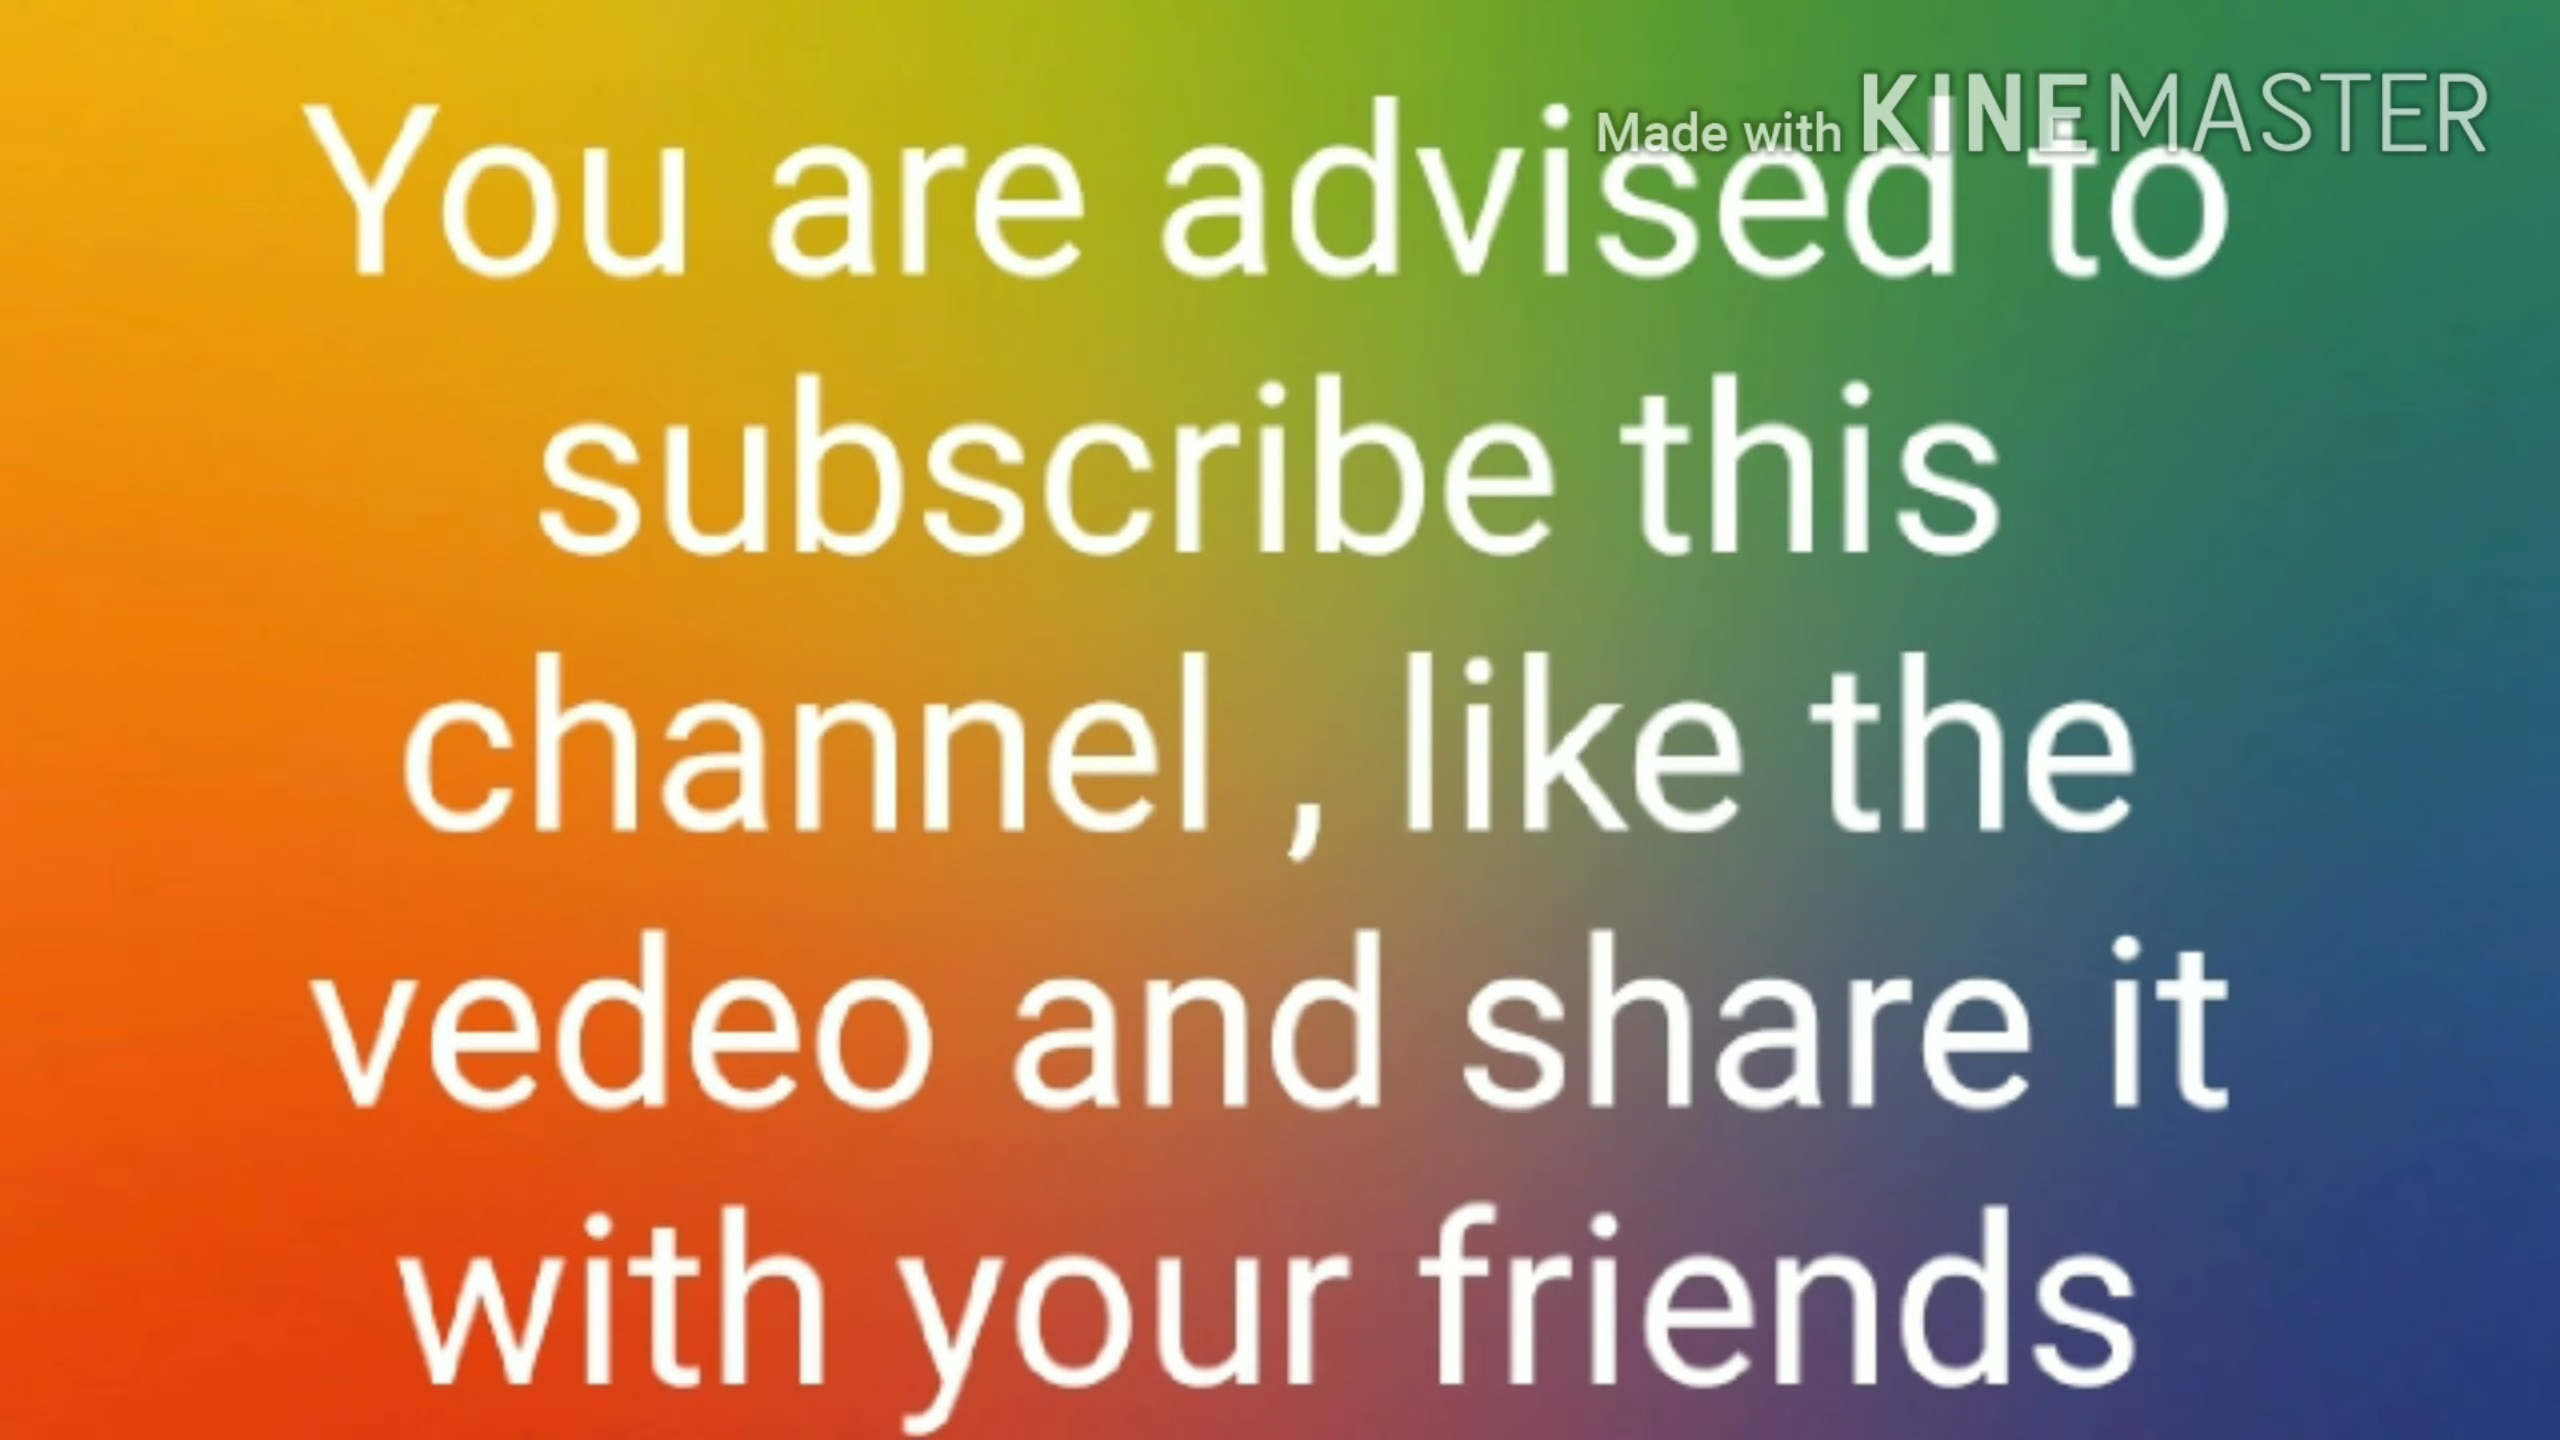 Made with KINEMASTER
You are advised to
subscribe this
channel , like the
vedeo and share it
with your friends